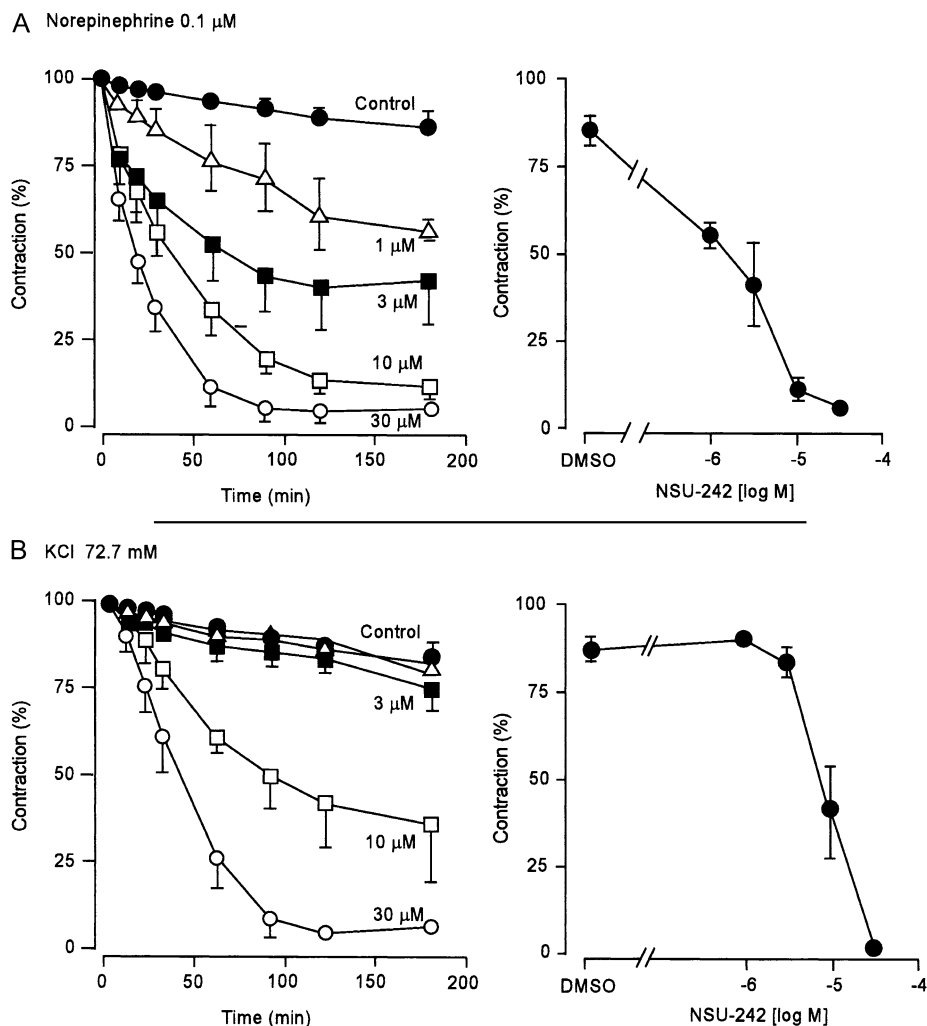 A Norepinephrine 0.1 μM
100
75
50
25
0
Contraction (%)
Control
1 μM
3 μM
10 μM
30 μM
0 50 100 150 200
Time (min)
100
75
50
25
0
Contraction (%)
DMSO -6 -5 -4
NSU-242 [log M]
B KCl 72.7 mM
100
75
50
25
0
Contraction (%)
Control
3 μM
10 μM
30 μM
0 50 100 150 200
Time (min)
100
75
50
25
0
Contraction (%)
DMSO -6 -5 -4
NSU-242 [log M]